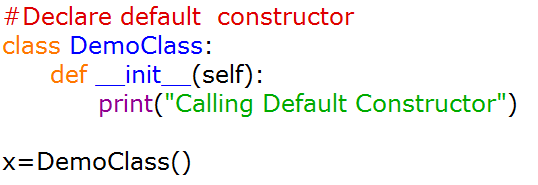 #Declare default  constructor
class DemoClass:
      def __init__(self):
            print("Calling Default Constructor")

x=DemoClass()